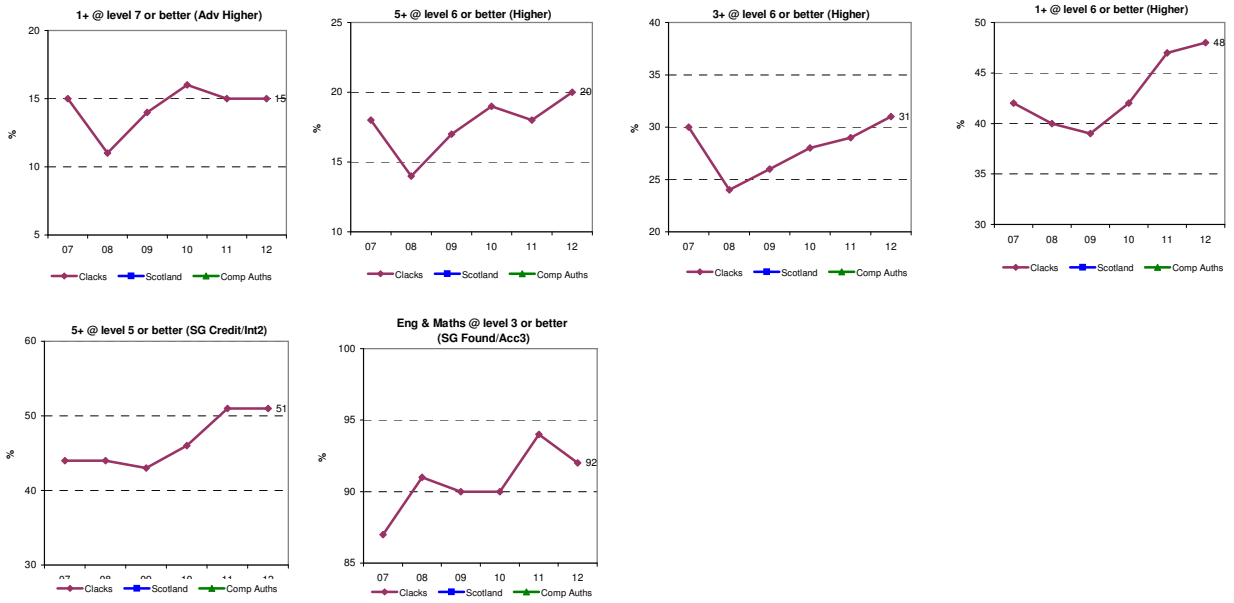 1+ @ level 7 or better (Adv Higher)
20
15
10
5
%
15
07 08 09 10 11 12
Clacks Scotland Comp Auths
5+ @ level 6 or better (Higher)
25
20
15
10
%
20
07 08 09 10 11 12
Clacks Scotland Comp Auths
3+ @ level 6 or better (Higher)
40
35
30
25
20
%
31
07 08 09 10 11 12
Clacks Scotland Comp Auths
1+ @ level 6 or better (Higher)
50
45
40
35
30
%
48
07 08 09 10 11 12
Clacks Scotland Comp Auths
5+ @ level 5 or better (SG Credit/Int2)
60
50
40
30
%
51
07 08 09 10 11 12
Clacks Scotland Comp Auths
Eng & Maths @ level 3 or better
(SG Found/Acc3)
100
95
90
85
%
92
07 08 09 10 11 12
Clacks Scotland Comp Auths